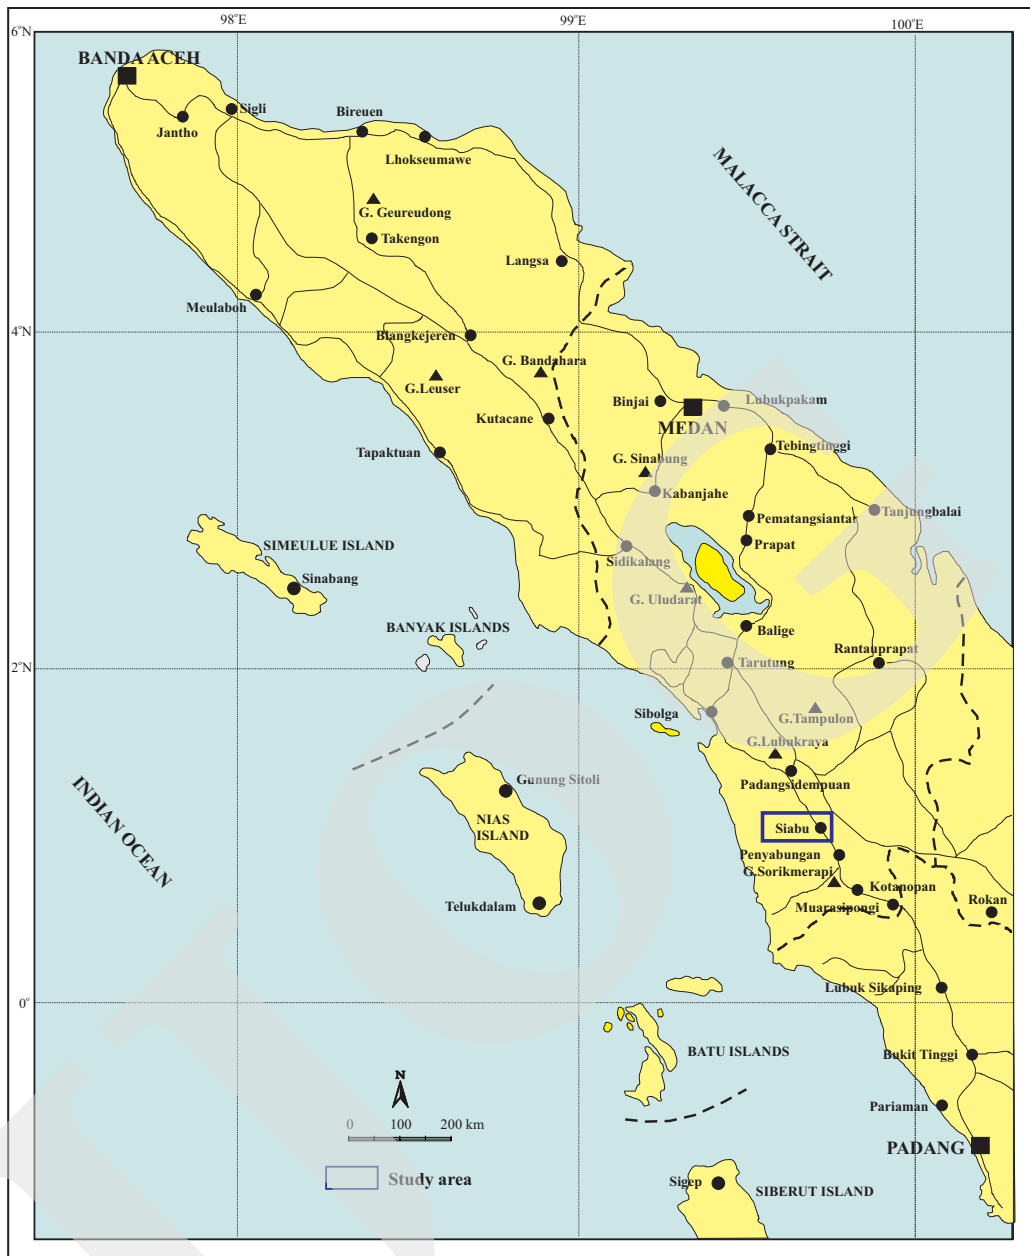 98°E
99°E
100°E
6°N
BANDA ACEH
Sigli
Jantho
Bireuen
Lhokseumawe
MALACCA STRAIT
G. Geureudong
Takengon
Langsa
Meulaboh
4°N
Blangkejeren
G. Bandahara
G.Leuser
Binjai
Lubukpakam
Kutacane
MEDAN
Tapaktuan
G. Sinabung
Tebingtinggi
Kabanjahe
Pematangsiantar
Tanjungbalai
SIMEULUE ISLAND
Prapat
Sidikalang
Sinabang
G. Uludarat
BANYAK ISLANDS
Balige
Rantauprapat
2°N
Tarutung
Sibolga
G.Tampulon
G.Lubukraya
INDIAN OCEAN
Gunung Sitoli
Padangsidempuan
NIAS
ISLAND
Siabu
Penyabungan
G.Sorikmerapi
Kotanopan
Telukdalam
Muarasipongi
Rokan
Lubuk Sikaping
0°
BATU ISLANDS
Bukit Tinggi
N
Pariaman
0 100 200 km
PADANG
Study area
Sigep
SIBERUT ISLAND